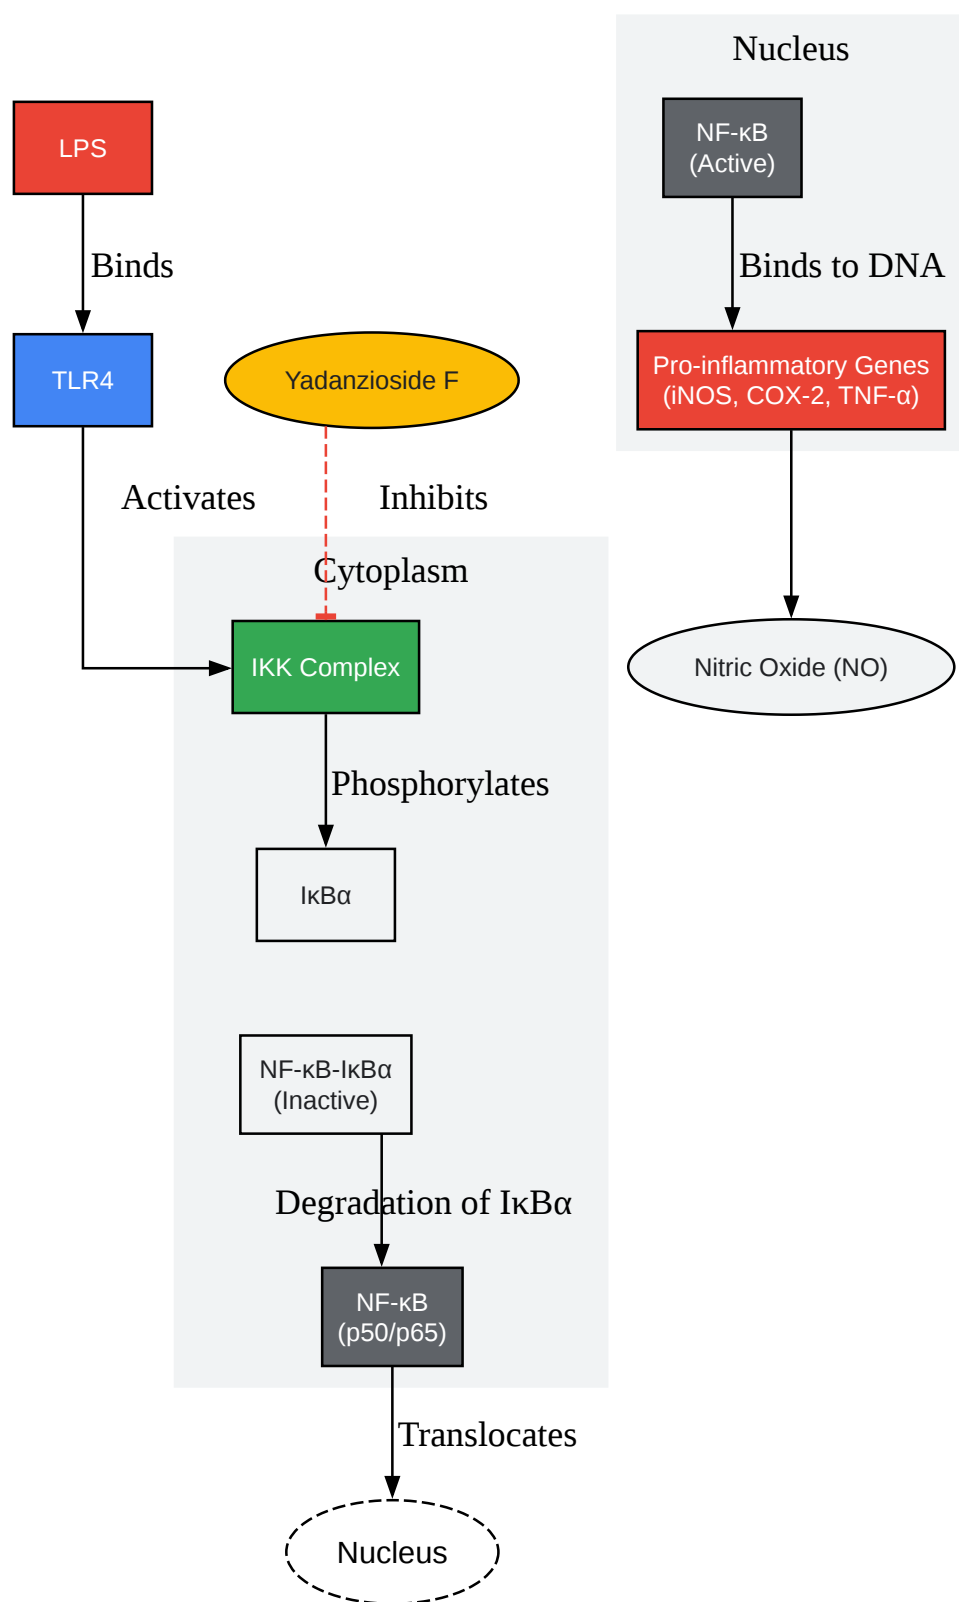 Nucleus
NF-κB
(Active)
LPS
Binds
Binds to DNA
TLR4
Yadanzioside F
Pro-inflammatory Genes
(iNOS, COX-2, TNF-α)
Activates
Inhibits
Cytoplasm
IKK Complex
Nitric Oxide (NO)
Phosphorylates
IκBα
NF-κB-IκBα
(Inactive)
Degradation of IκBα
NF-κB
(p50/p65)
Translocates
Nucleus